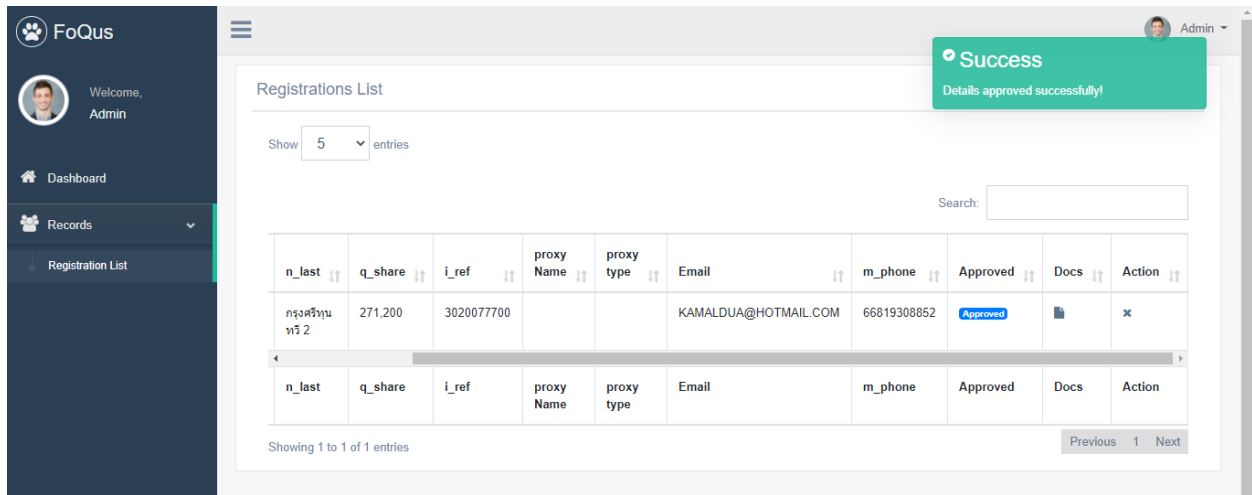 FoQus
Admin
Success
Details approved successfully!
Welcome,
Admin
Dashboard
Records
Registration List
Registrations List
Show 5 entries
Search:
n_last q_share i_ref proxy Name proxy type Email m_phone Approved Docs Action
กรุงศรีทุน 271,200 3020077700 KAMALDUA@HOTMAIL.COM 66819308852 Approved
ทวี 2
n_last q_share i_ref proxy Name proxy type Email m_phone Approved Docs Action
Showing 1 to 1 of 1 entries
Previous 1 Next